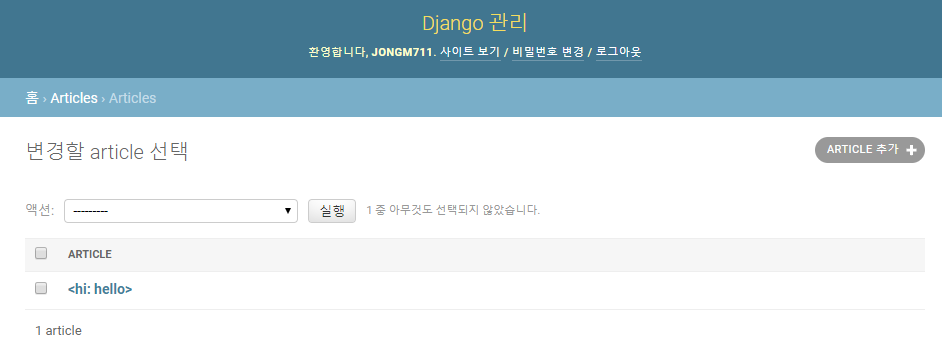 Django 관리
환영합니다, JONGM711. 사이트 보기 / 비밀번호 변경 / 로그아웃
홈 › Articles › Articles
변경할 article 선택
ARTICLE 추가 +
액션: --------- 실행 1 중 아무것도 선택되지 않았습니다.
ARTICLE
<hi: hello>
1 article